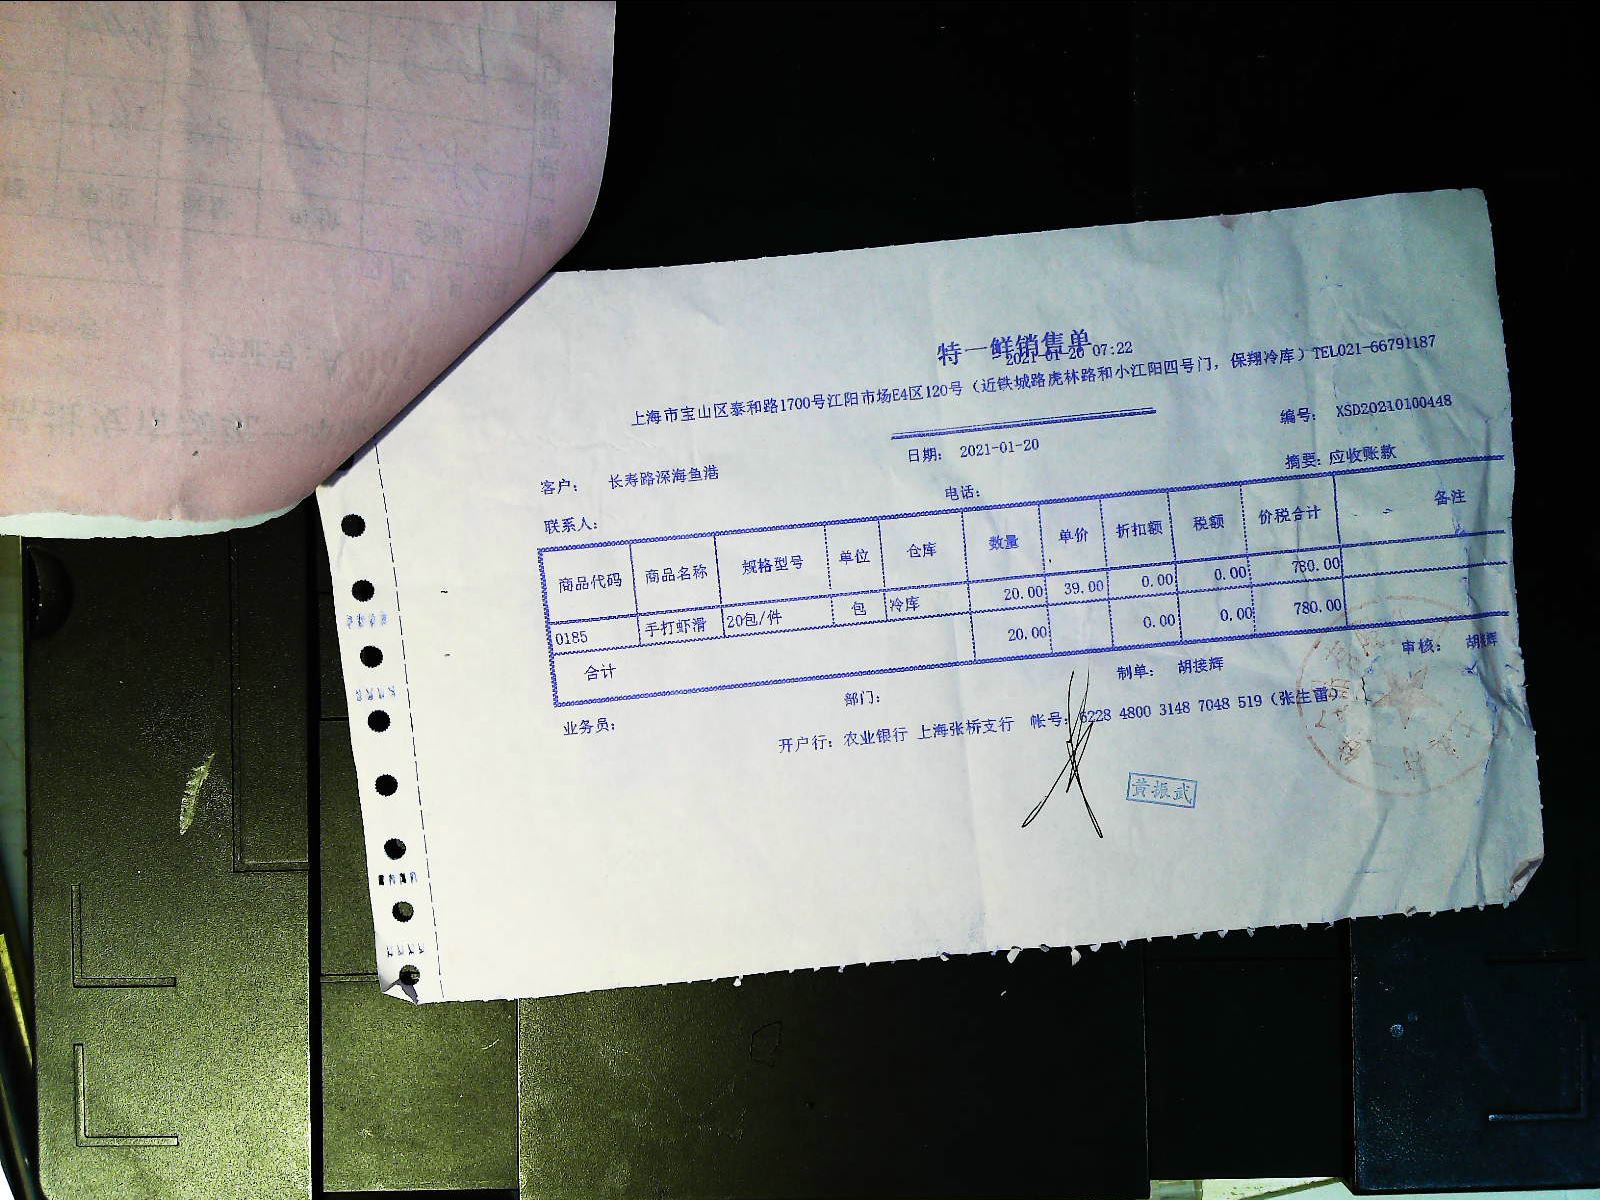 特一鲜销售单
2021-01-20 07:22
上海市宝山区泰和路1700号江阳市场E4区120号（近铁城路虎林路和小江阳四号门，保翔冷库）TEL021-66791187
编号： XSD20210100448
日期： 2021-01-20
客户： 长寿路深海鱼港
摘要：应收账款
联系人：
电话：
商品代码 商品名称 规格型号 单位 仓库 数量 单价 折扣额 税额 价税合计 备注
0185 手打虾滑 20包/件 包 冷库 20.00 39.00 0.00 0.00 780.00
合计 20.00 0.00 0.00 780.00
业务员： 部门： 制单： 胡接辉 审核： 胡辉
开户行：农业银行 上海张桥支行 帐号：6228 4800 3148 7048 519（张生雷）
黄振武